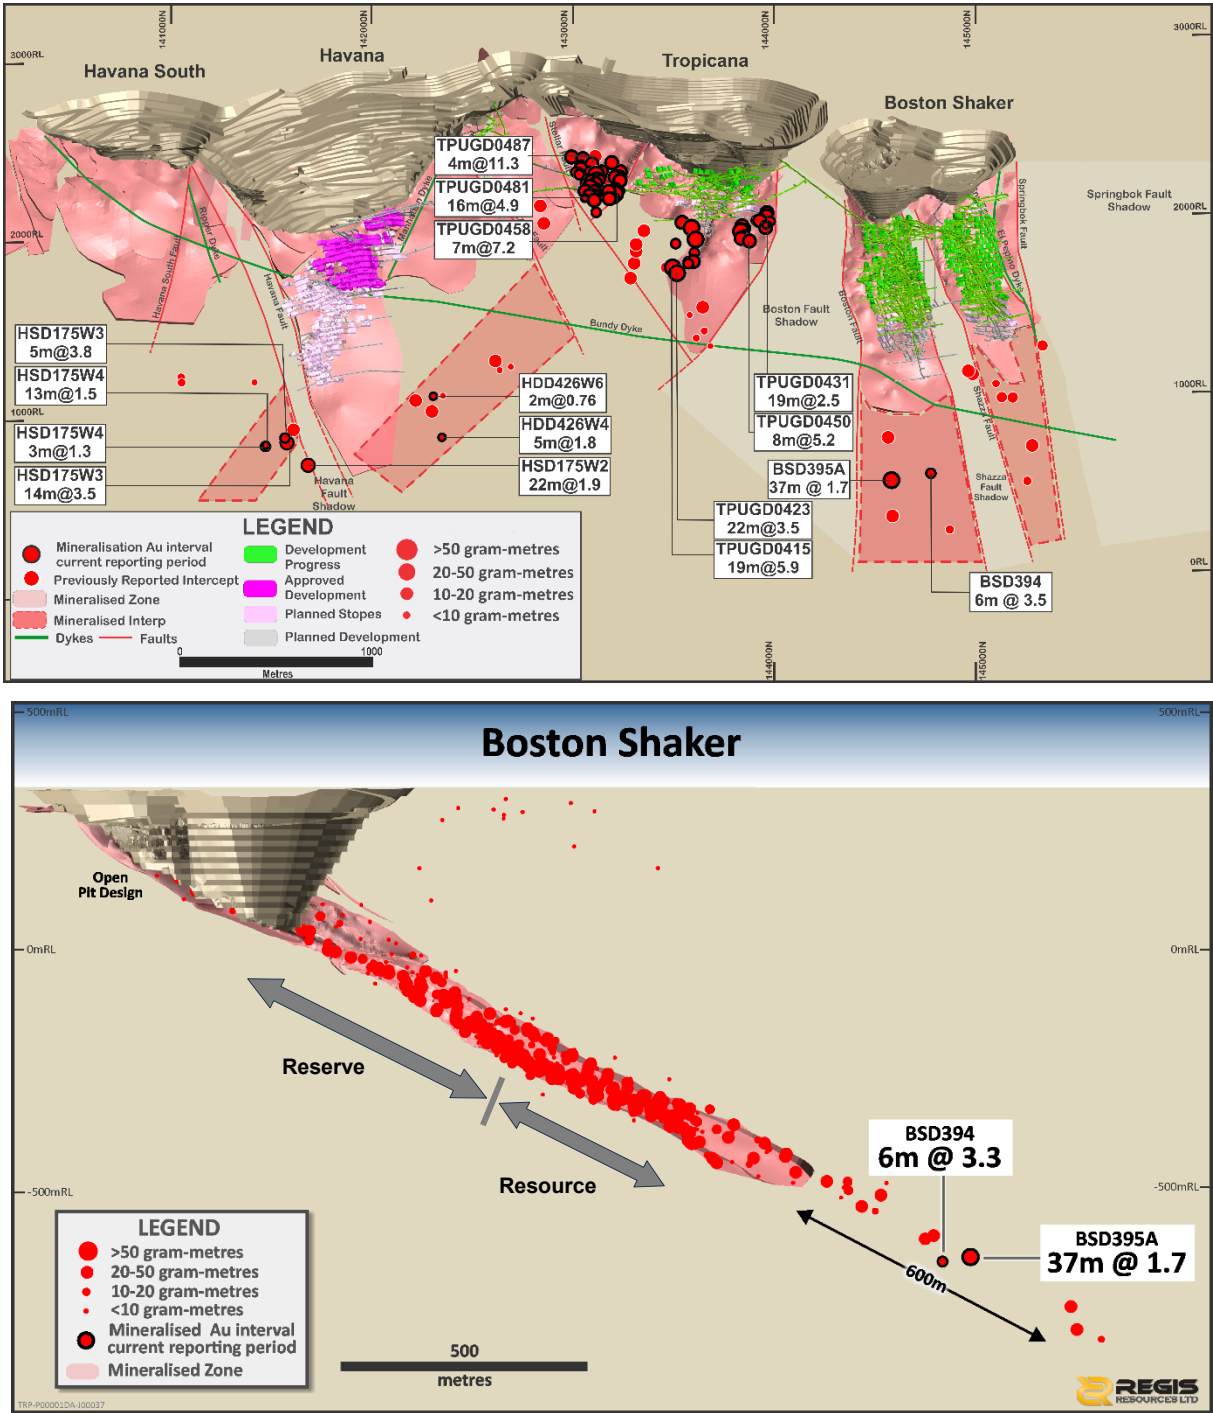 141000N
142000N
143000N
144000N
145000N
3000RL
3000RL
Havana South
Havana
Tropicana
Boston Shaker
TPUGD0487
4m@11.3
TPUGD0481
16m@4.9
TPUGD0458
7m@7.2
Springbok Fault
Shadow
Springbok Fault
El Pepino Dyke
2000RL
2000RL
Havana South Fault
Ripper Dyke
Havana Fault
Fault
Boston Fault
Boston Fault
Shadow
Bundy Dyke
HSD175W3
5m@3.8
HSD175W4
13m@1.5
HSD175W4
3m@1.3
HSD175W3
14m@3.5
1000RL
1000RL
HDD426W6
2m@0.76
HDD426W4
5m@1.8
HSD175W2
22m@1.9
TPUGD0431
19m@2.5
TPUGD0450
8m@5.2
BSD395A
37m @ 1.7
TPUGD0423
22m@3.5
TPUGD0415
19m@5.9
Shazza Fault
Shazza
Fault
Shadow
Havana
Fault
Shadow
0RL
BSD394
6m @ 3.5
LEGEND
Mineralisation Au interval
current reporting period
Previously Reported Intercept
Mineralised Zone
Mineralised Interp
Dykes
Faults
Development
Progress
Approved
Development
Planned Stopes
Planned Development
>50 gram-metres
20-50 gram-metres
10-20 gram-metres
<10 gram-metres
0
1000
Metres
144000N
145000N
500mRL
500mRL
Boston Shaker
Open
Pit Design
0mRL
0mRL
Reserve
Resource
-500mRL
-500mRL
BSD394
6m @ 3.3
BSD395A
37m @ 1.7
600m
LEGEND
>50 gram-metres
20-50 gram-metres
10-20 gram-metres
<10 gram-metres
Mineralised Au interval
current reporting period
Mineralised Zone
500
metres
REGIS
RESOURCES LTD
TRP-P00001DA-J00037